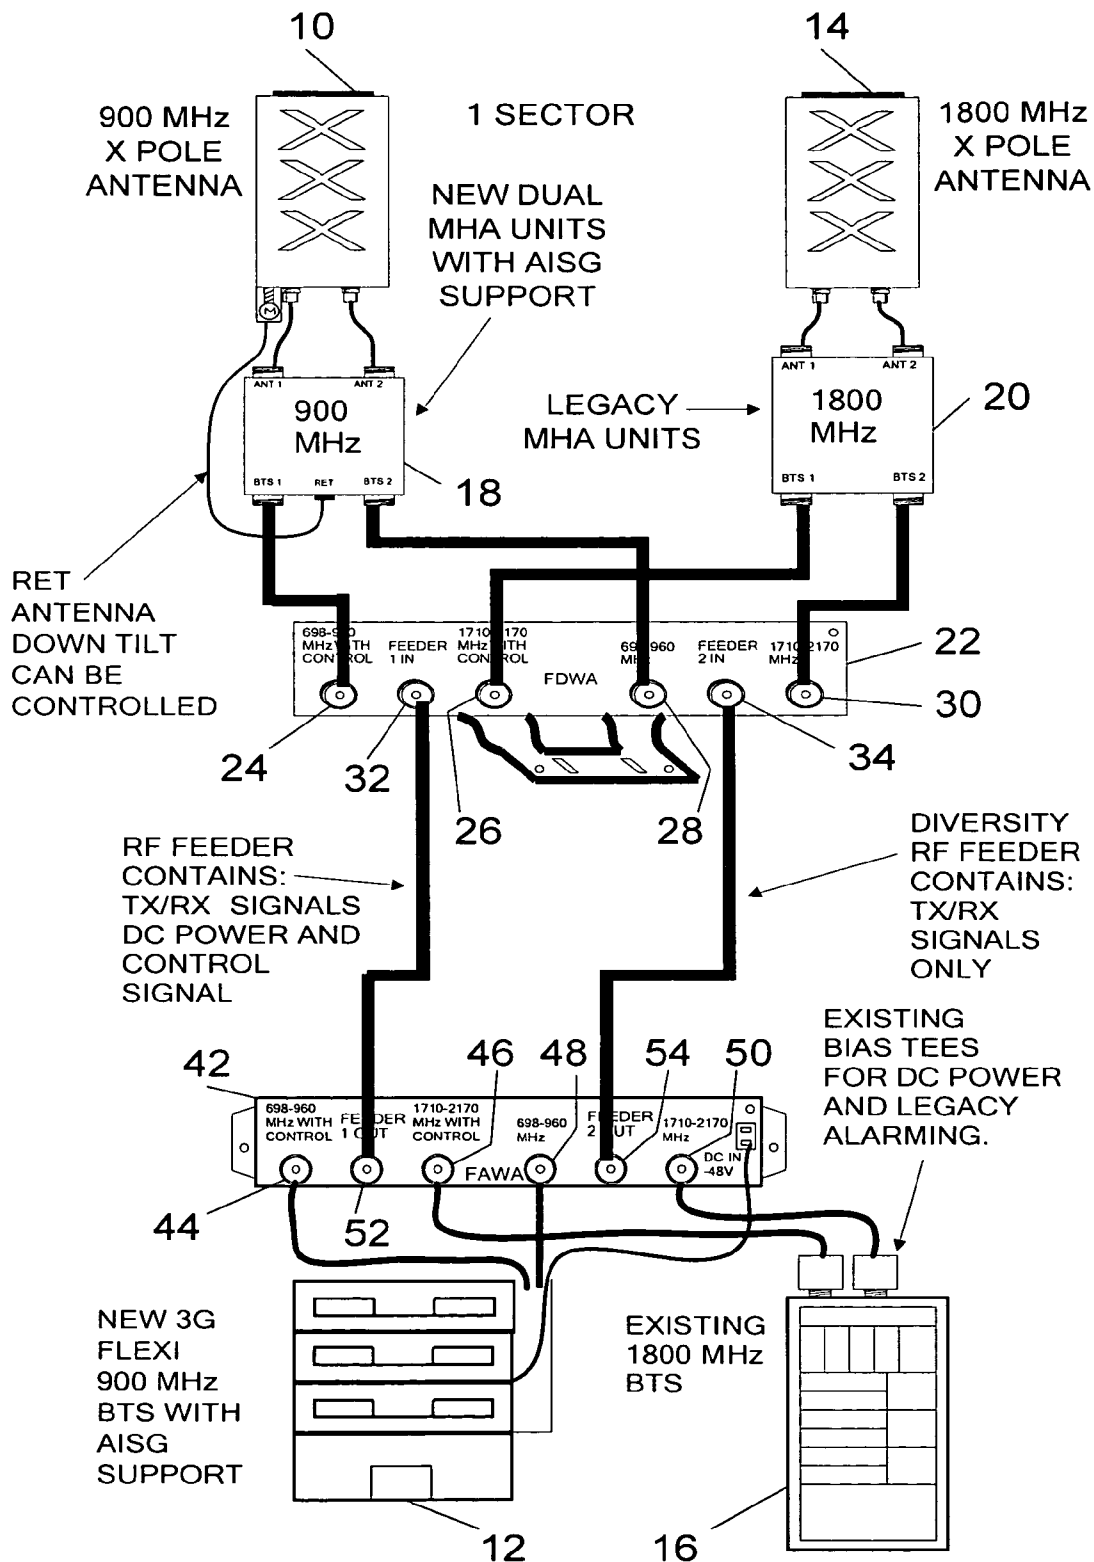 10
14
900 MHz
X POLE
ANTENNA
1 SECTOR
1800 MHz
X POLE
ANTENNA
NEW DUAL
MHA UNITS
WITH AISG
SUPPORT
M
ANT 1
ANT 2
900
MHz
BTS 1
RET
BTS 2
18
LEGACY
MHA UNITS
ANT 1
ANT 2
1800
MHz
BTS 1
BTS 2
20
RET
ANTENNA
DOWN TILT
CAN BE
CONTROLLED
698-960
MHz WITH
CONTROL
FEEDER
1 IN
1710-2170
MHz WITH
CONTROL
FDWA
698-960
MHz
FEEDER
2 IN
1710-2170
MHz
22
24
32
26
28
34
30
RF FEEDER
CONTAINS:
TX/RX SIGNALS
DC POWER AND
CONTROL
SIGNAL
DIVERSITY
RF FEEDER
CONTAINS:
TX/RX
SIGNALS
ONLY
EXISTING
BIAS TEES
FOR DC POWER
AND LEGACY
ALARMING.
42
46
48
54
50
698-960
MHz WITH
CONTROL
FEEDER
1 OUT
1710-2170
MHz WITH
CONTROL
FAWA
698-960
MHz
FEEDER
2 OUT
1710-2170
MHz
DC IN
-48V
44
52
NEW 3G
FLEXI
900 MHz
BTS WITH
AISG
SUPPORT
EXISTING
1800 MHz
BTS
12
16